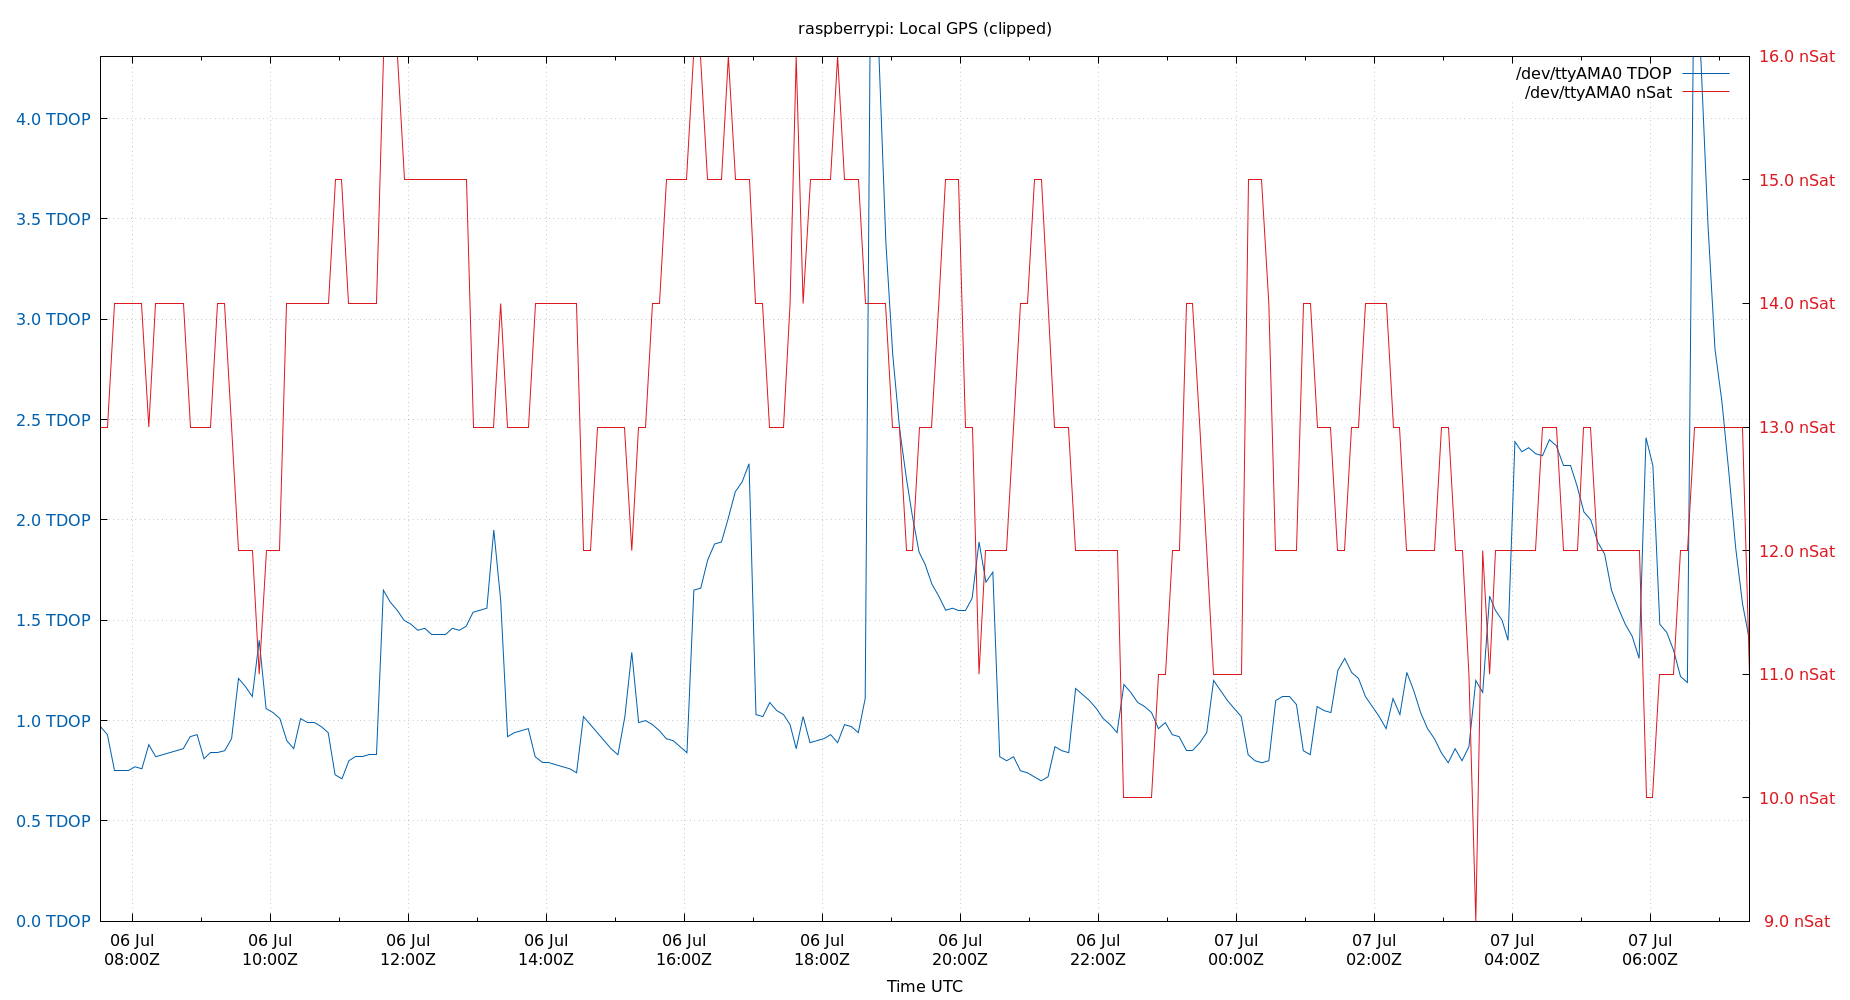 raspberrypi: Local GPS (clipped)
/dev/ttyAMA0 TDOP
/dev/ttyAMA0 nSat
4.0 TDOP
3.5 TDOP
3.0 TDOP
2.5 TDOP
2.0 TDOP
1.5 TDOP
1.0 TDOP
0.5 TDOP
0.0 TDOP
16.0 nSat
15.0 nSat
14.0 nSat
13.0 nSat
12.0 nSat
11.0 nSat
10.0 nSat
9.0 nSat
06 Jul 06 Jul 06 Jul 06 Jul 06 Jul 06 Jul 06 Jul 06 Jul 07 Jul 07 Jul 07 Jul 07 Jul
08:00Z 10:00Z 12:00Z 14:00Z 16:00Z 18:00Z 20:00Z 22:00Z 00:00Z 02:00Z 04:00Z 06:00Z
Time UTC